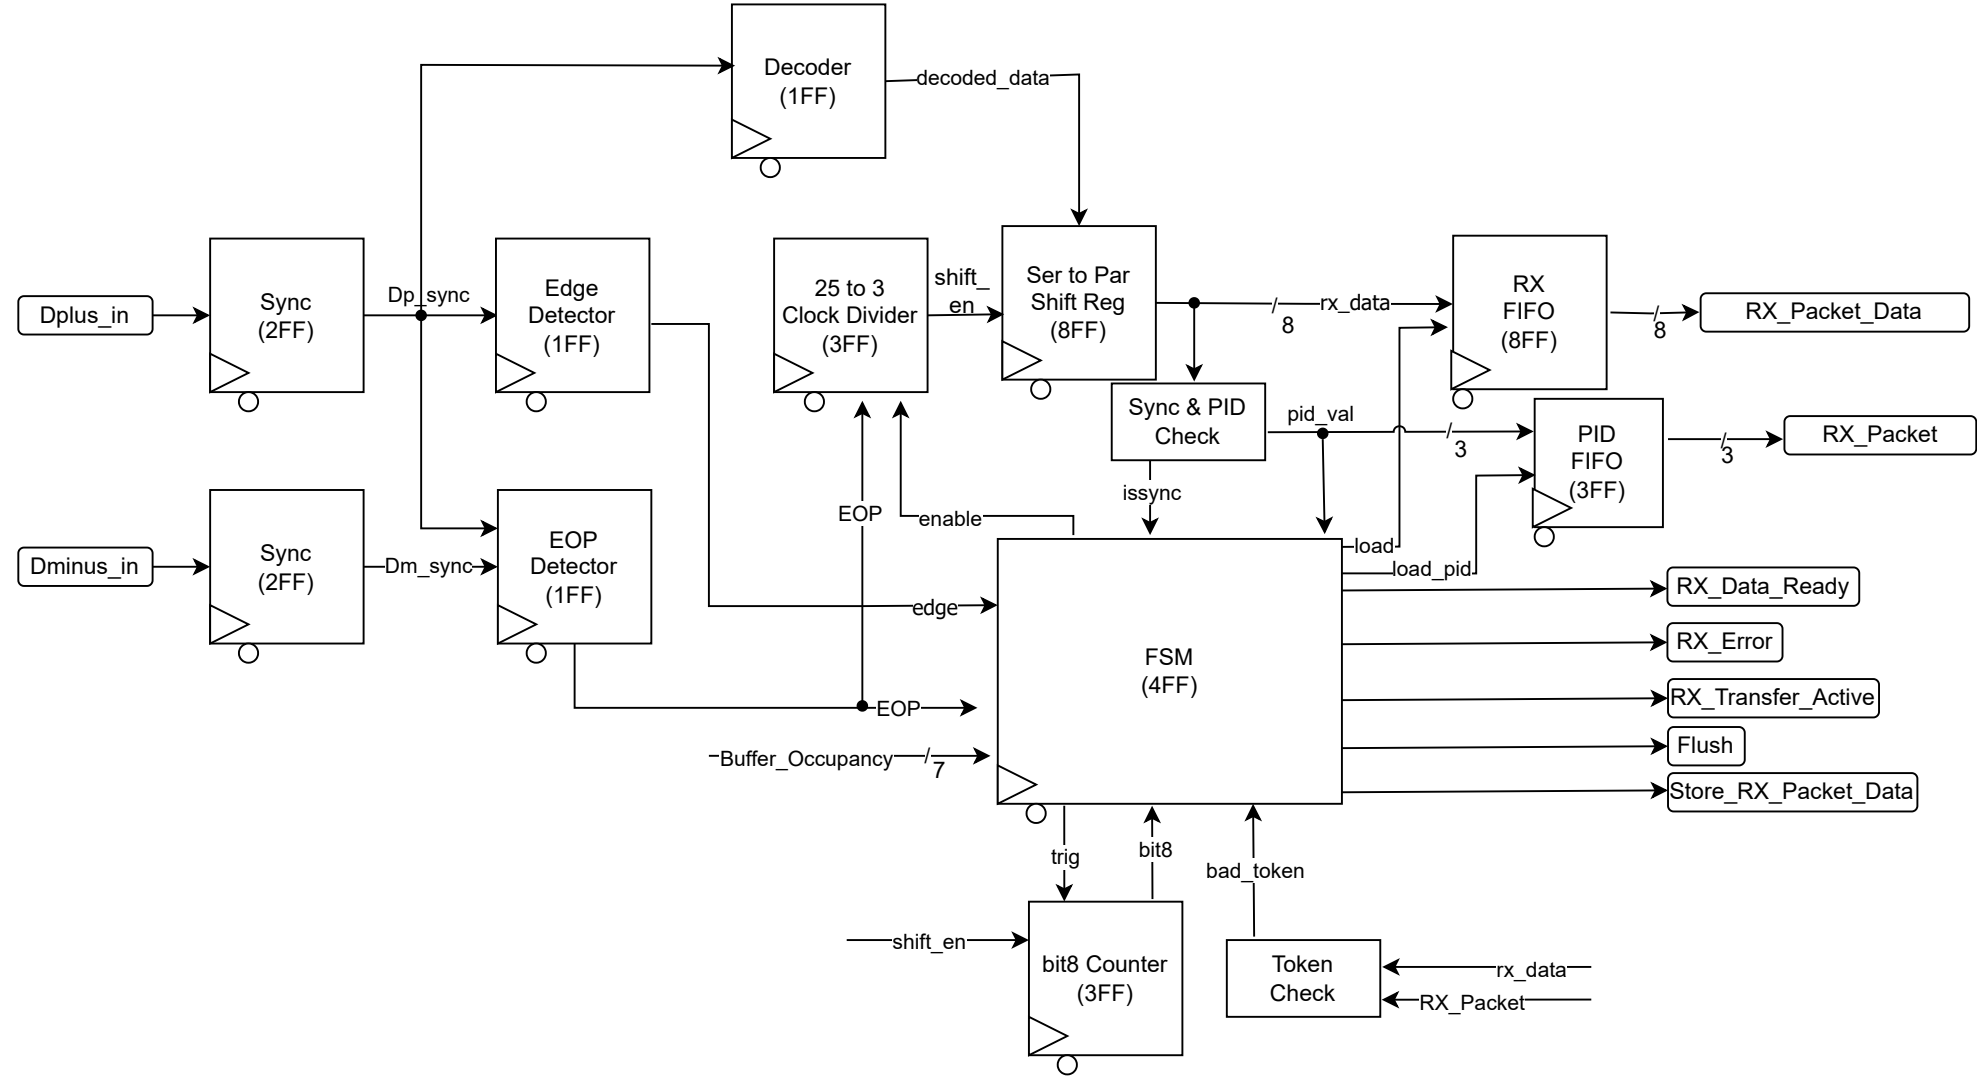 Decoder
(1FF)
decoded_data
Dplus_in
Sync
(2FF)
Dp_sync
Edge
Detector
(1FF)
25 to 3
Clock Divider
(3FF)
shift_
en
Ser to Par
Shift Reg
(8FF)
/
8
rx_data
RX
FIFO
(8FF)
/
8
RX_Packet_Data
Sync & PID
Check
pid_val
/
3
PID
FIFO
(3FF)
/
3
RX_Packet
issync
EOP
enable
Dminus_in
Sync
(2FF)
Dm_sync
EOP
Detector
(1FF)
edge
EOP
Buffer_Occupancy
/
7
FSM
(4FF)
load
load_pid
RX_Data_Ready
RX_Error
RX_Transfer_Active
Flush
Store_RX_Packet_Data
trig
bit8
bad_token
shift_en
bit8 Counter
(3FF)
Token
Check
rx_data
RX_Packet